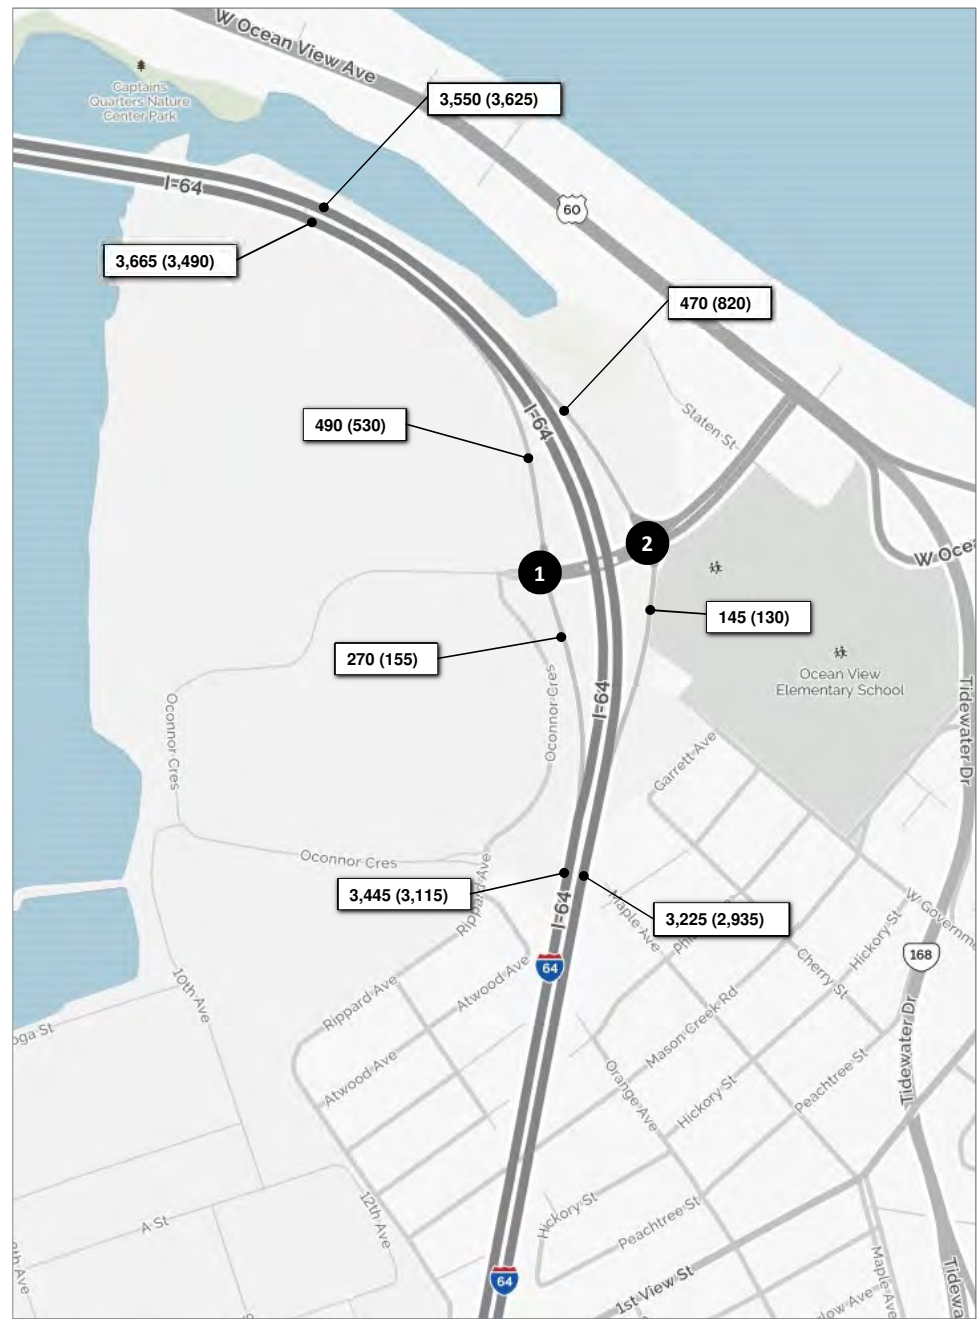 W Ocean View Ave
Captains
Quarters Nature
Center Park
3,550 (3,625)
I-64
60
3,665 (3,490)
470 (820)
I-64
Staten St
490 (530)
2
1
W Oce
145 (130)
270 (155)
Ocean View
Elementary School
Oconnor Cres
Oconnor Cres
I-64
Tidewater Dr
Garrett Ave
Oconnor Cres
3,445 (3,115)
Rippard Ave
I-64
Maple Ave
3,225 (2,935)
W Governm
Hickory St
168
64
Cherry St
10th Ave
Rippard Ave
Atwood Ave
Mason Creek Rd
oga St
Tidewater Dr
Atwood Ave
Orange Ave
Hickory St
Peachtree St
12th Ave
Hickory St
A St
Peachtree St
64
1st View St
Maple Ave
Tidewa